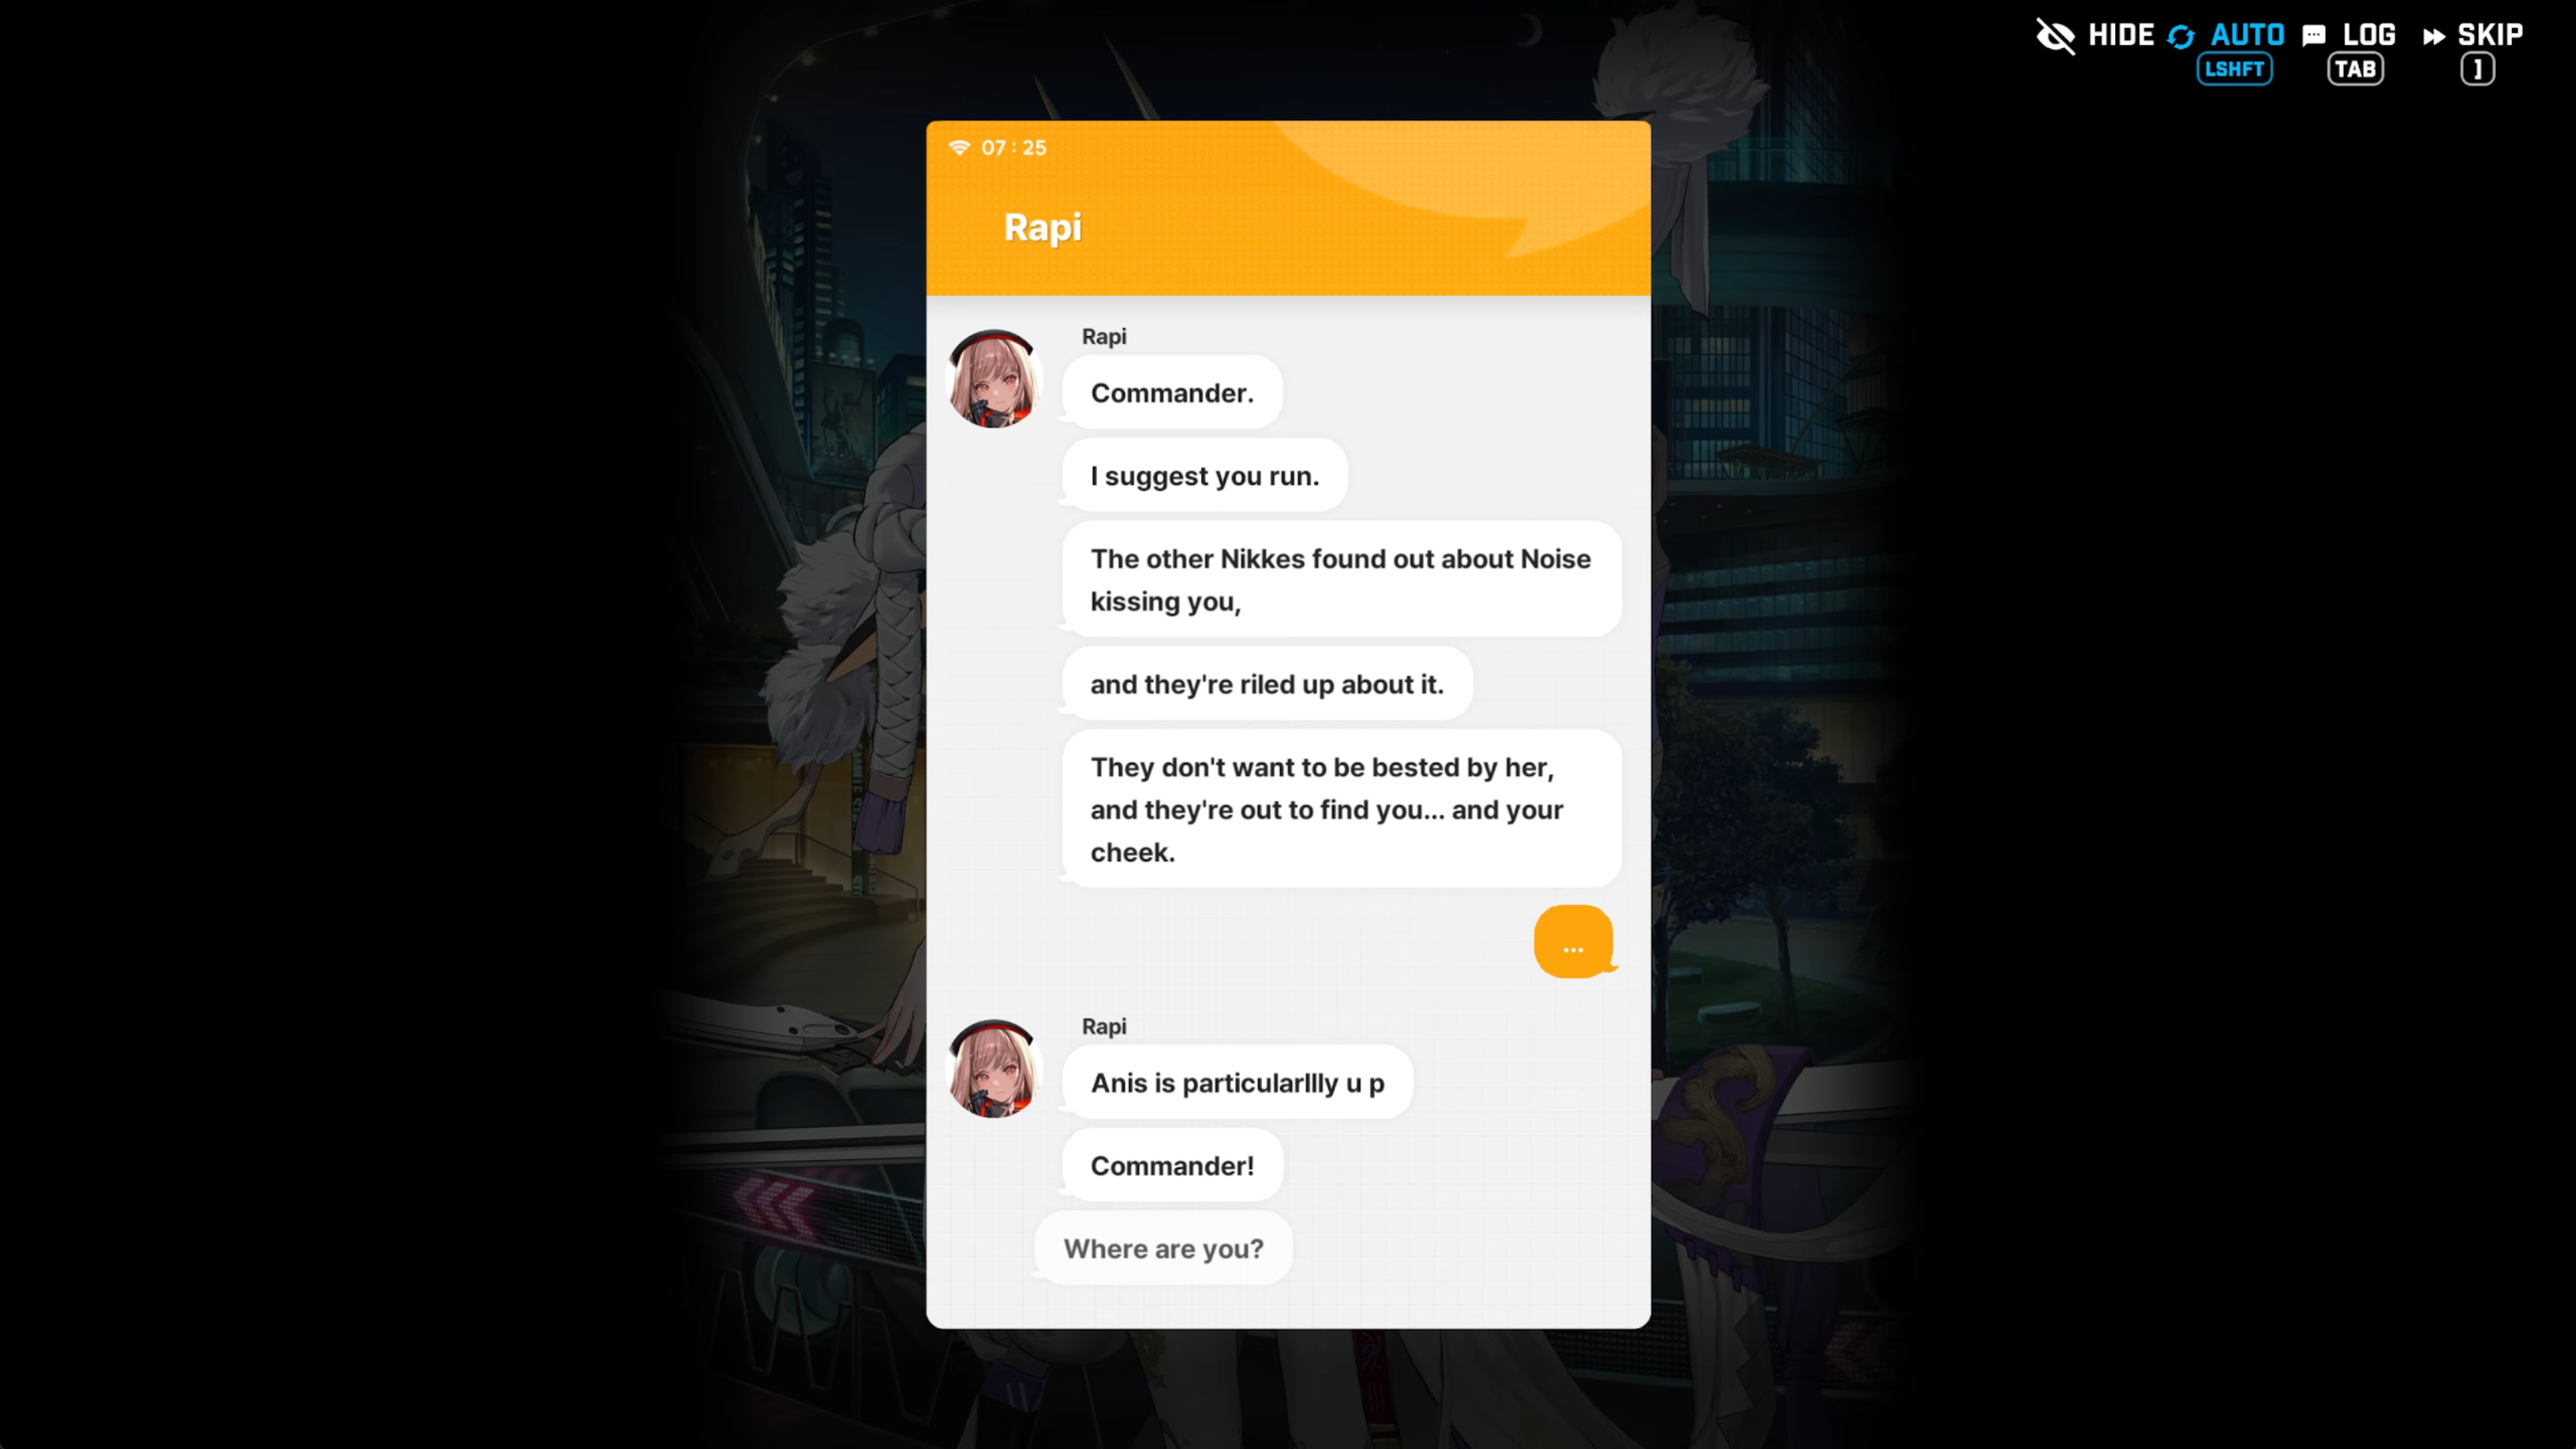 HIDE AUTO LOG SKIP
LSHFT TAB ]
07 : 25
Rapi
Rapi
Commander.
I suggest you run.
The other Nikkes found out about Noise
kissing you,
and they're riled up about it.
They don't want to be bested by her,
and they're out to find you... and your
cheek.
...
Rapi
Anis is particularllly u p
Commander!
Where are you?